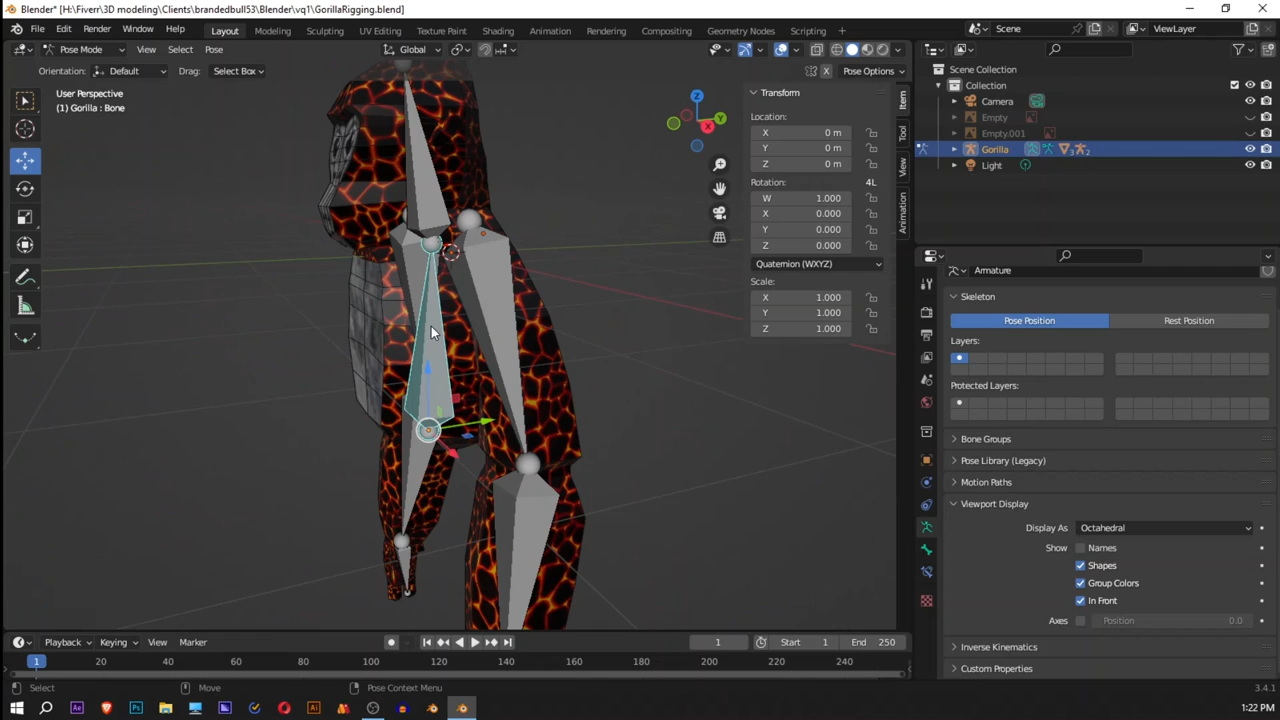 Blender* [H:\Fiverr\3D modeling\Clients\brandedbull53\Blender\vq1\GorillaRigging.blend]
File Edit Render Window Help Layout Modeling Sculpting UV Editing Texture Paint Shading Animation Rendering Compositing Geometry Nodes Scripting Scene ViewLayer
Pose Mode View Select Pose Global
Orientation: Default Drag: Select Box X Pose Options
User Perspective
(1) Gorilla : Bone
Z
Y
X
Transform
Location:
X 0 m
Y 0 m
Z 0 m
Rotation: 4L
W 1.000
X 0.000
Y 0.000
Z 0.000
Quaternion (WXYZ)
Scale:
X 1.000
Y 1.000
Z 1.000
Item
Tool
View
Animation
Scene Collection
Collection
Camera
Empty
Empty.001
Gorilla 3 2
Light
Armature
Skeleton
Pose Position Rest Position
Layers:
Protected Layers:
Bone Groups
Pose Library (Legacy)
Motion Paths
Viewport Display
Display As Octahedral
Show Names
Shapes
Group Colors
In Front
Axes Position 0.0
Inverse Kinematics
Custom Properties
Playback Keying View Marker 1 Start 1 End 250
1 20 40 60 80 100 120 140 160 180 200 220 240
Select Move Pose Context Menu 3.4.1
Ae Ps Ai 1:22 PM